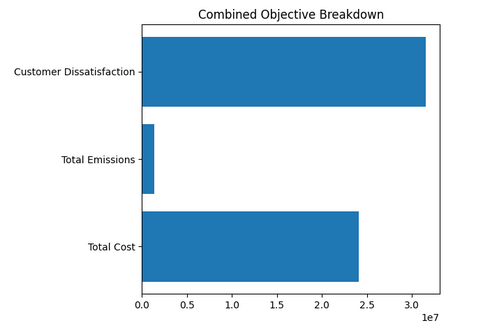 Combined Objective Breakdown
Customer Dissatisfaction
Total Emissions
Total Cost
0.0 0.5 1.0 1.5 2.0 2.5 3.0
1e7